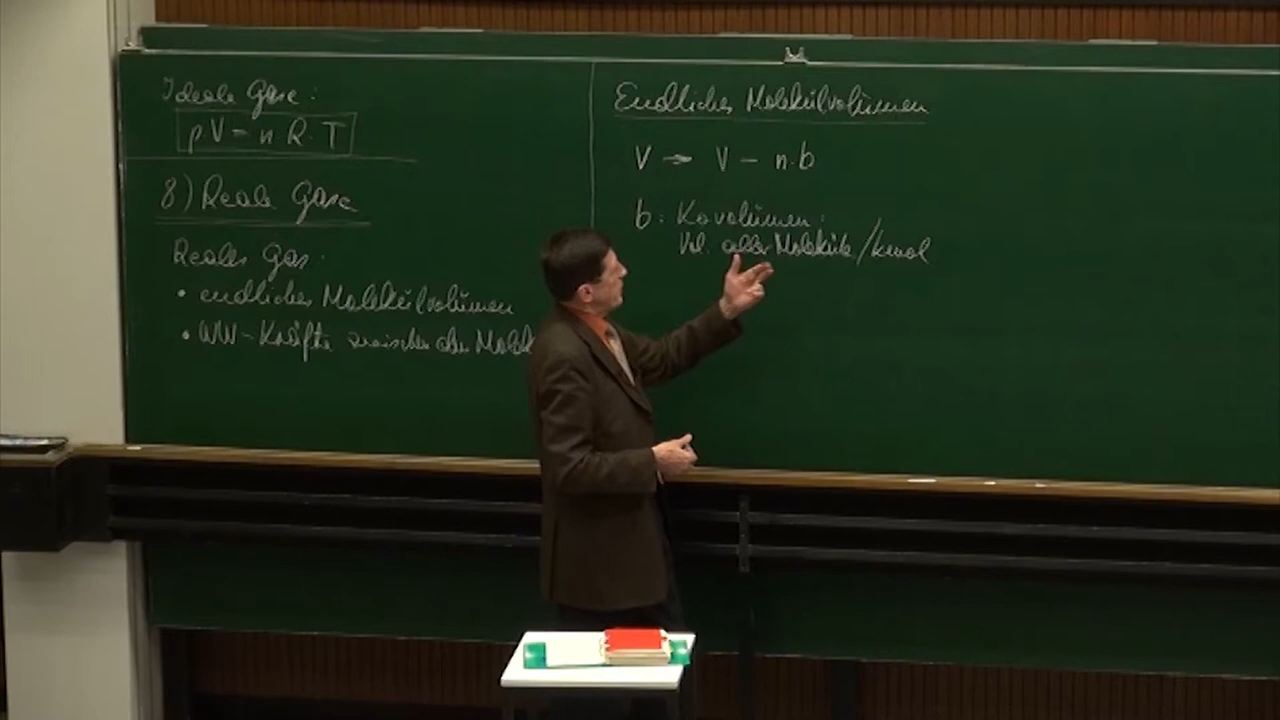 Ideale Gase:
pV = n R · T
8) Reale Gase
Reales Gas:
• endliches Molekülvolumen
• WW-Kräfte zwischen den
Endliches Molekülvolumen
V → V - n·b
b: Kovolumen:
Vol. aller Moleküle/kmol